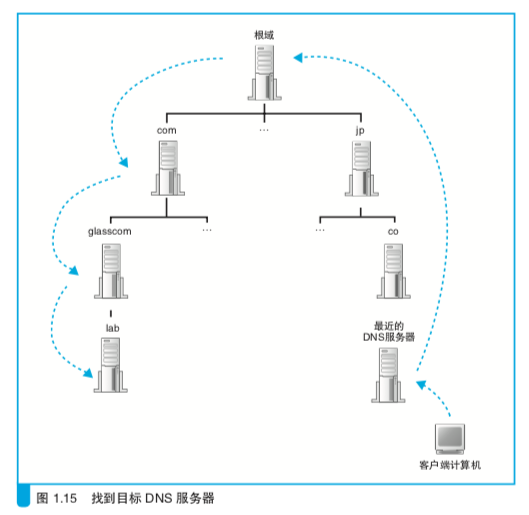 根域
com
…
jp
glasscom
…
…
co
lab
最近的
DNS服务器
客户端计算机
图 1.15 找到目标 DNS 服务器